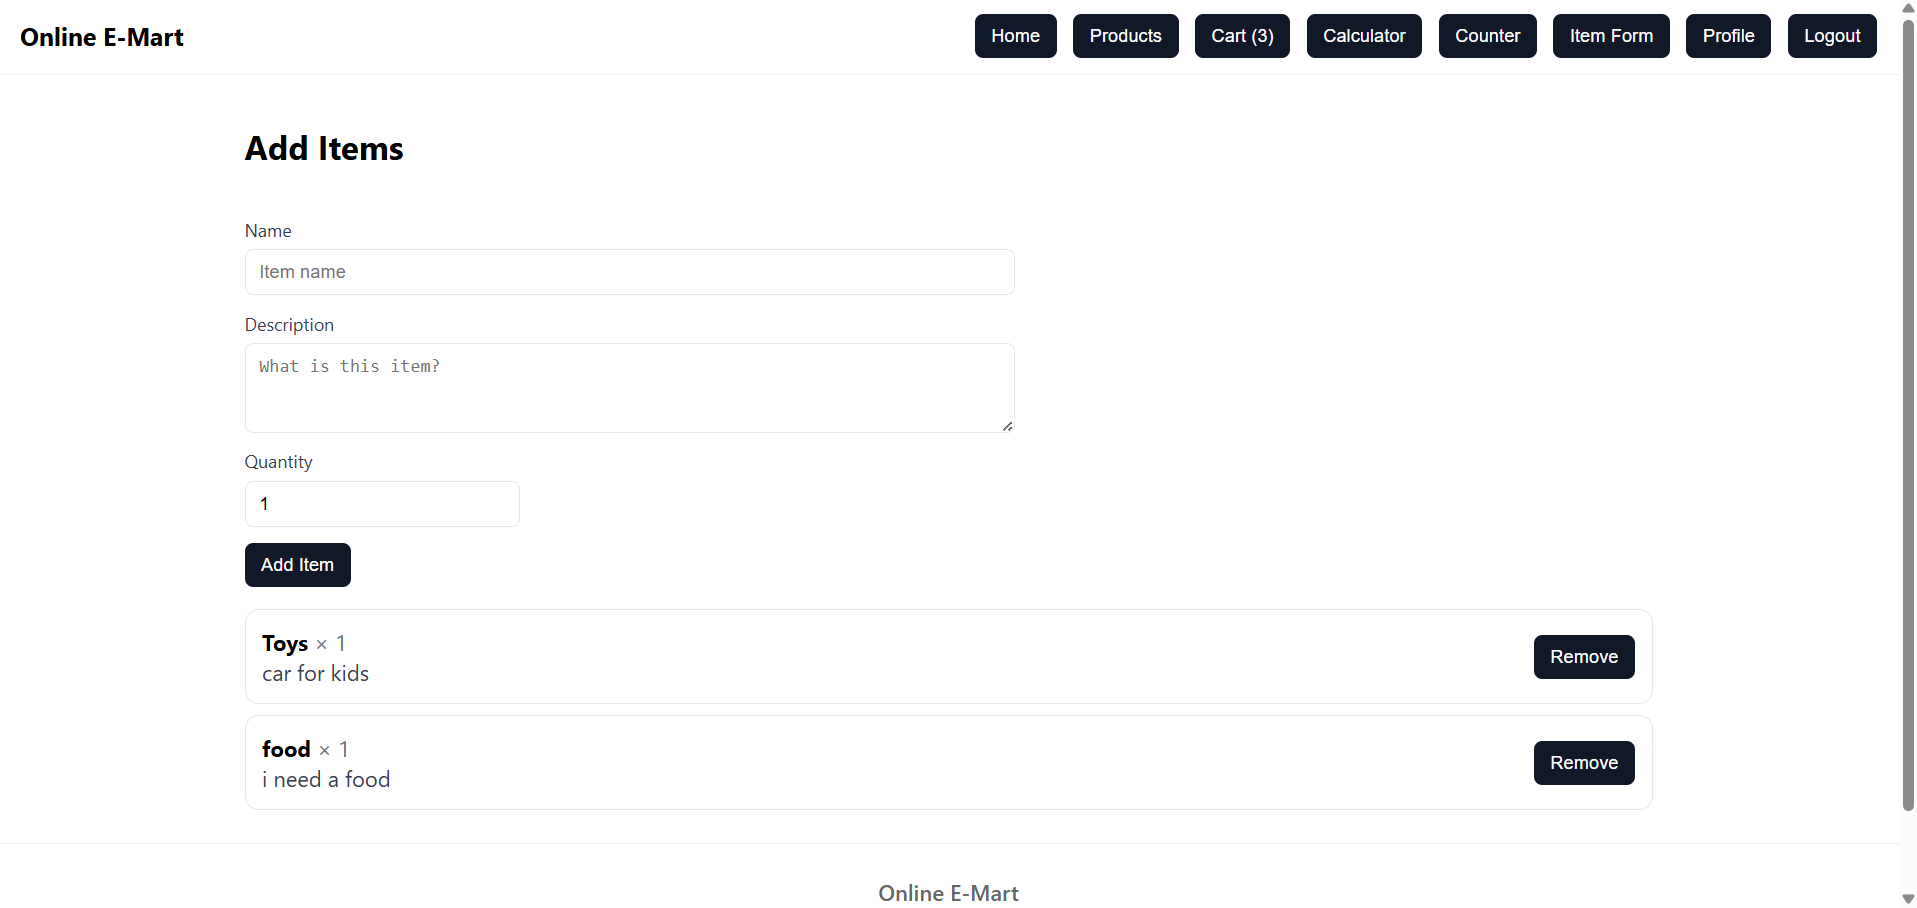 Online E-Mart Home Products Cart (3) Calculator Counter Item Form Profile Logout
Add Items
Name
Item name
Description
What is this item?
Quantity
1
Add Item
Toys × 1
car for kids
Remove
food × 1
i need a food
Remove
Online E-Mart